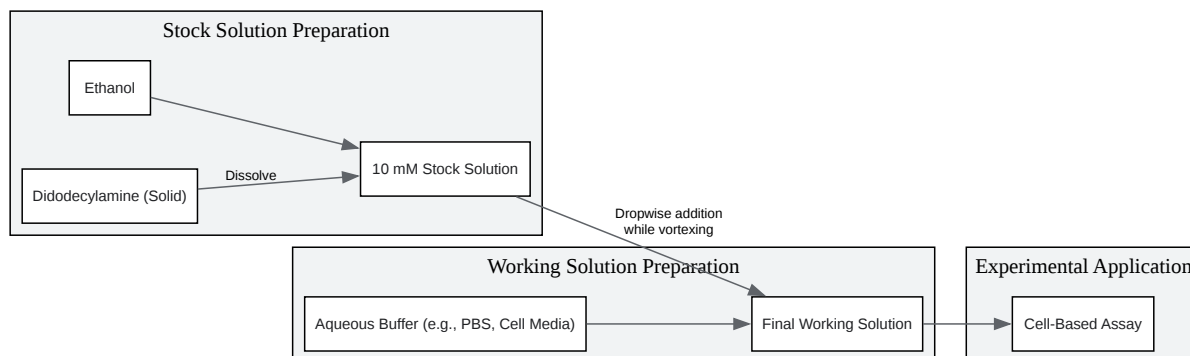 Stock Solution Preparation
Ethanol
10 mM Stock Solution
Dissolve
Didodecylamine (Solid)
Dropwise addition
while vortexing
Working Solution Preparation
Experimental Application
Aqueous Buffer (e.g., PBS, Cell Media)
Final Working Solution
Cell-Based Assay